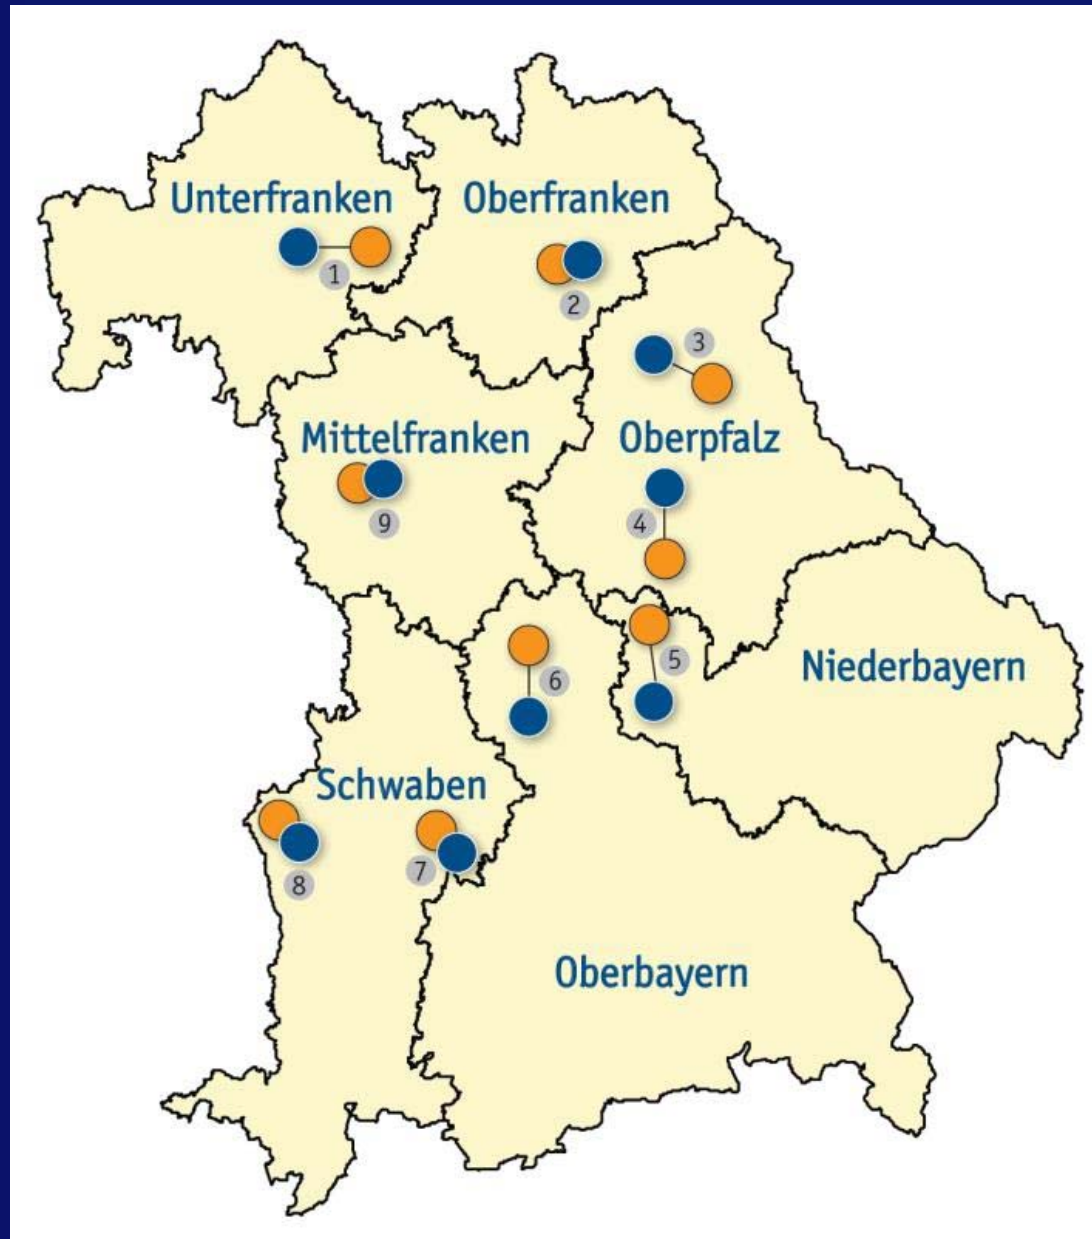 Unterfranken
Oberfranken
1
2
3
Mittelfranken
Oberpfalz
9
4
5
Niederbayern
6
Schwaben
8
7
Oberbayern